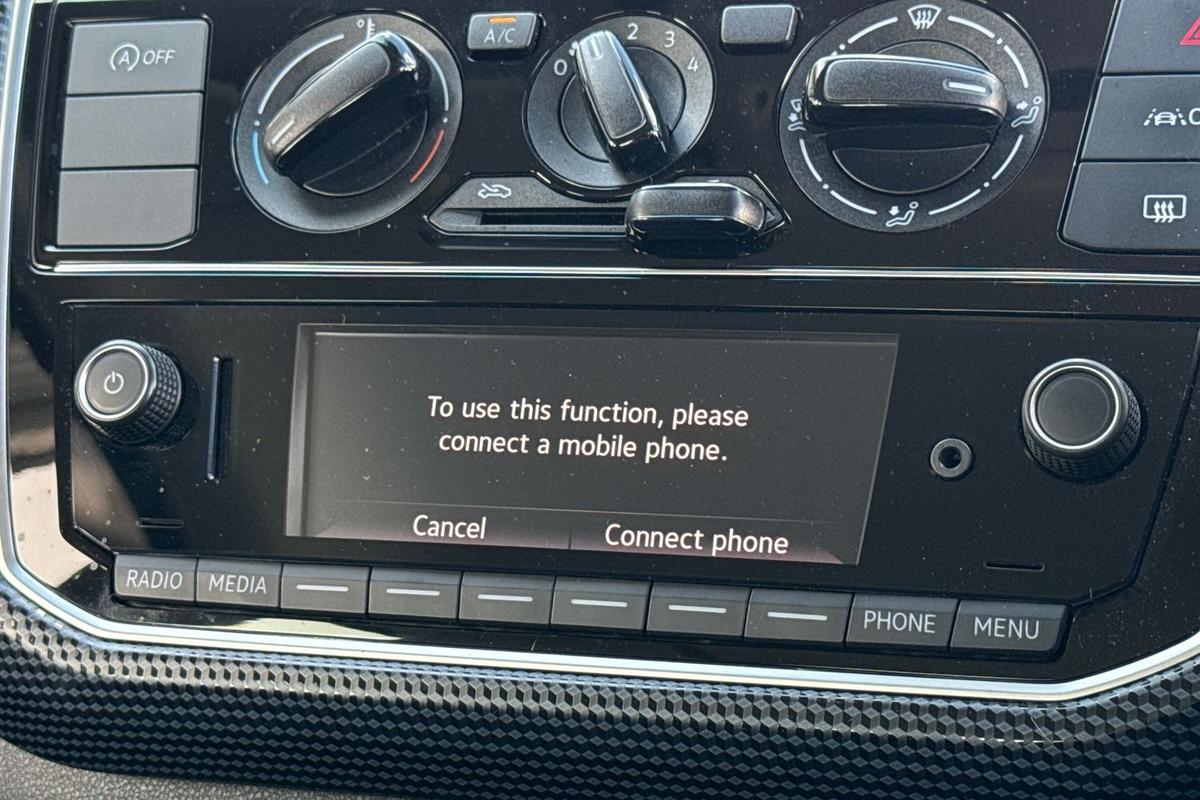 A OFF
A/C
0 2 3 4
To use this function, please
connect a mobile phone.
Cancel Connect phone
RADIO MEDIA PHONE MENU